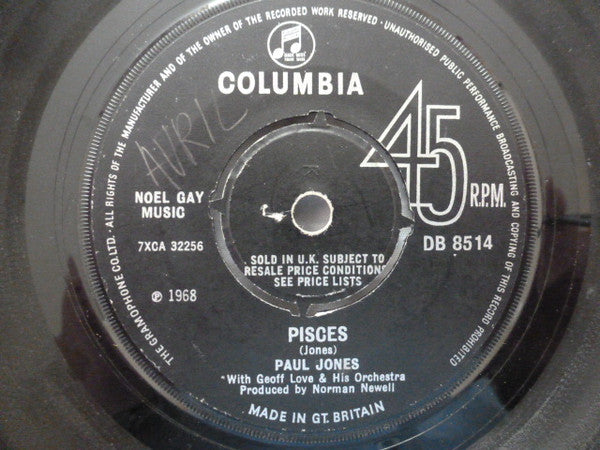 THE GRAMOPHONE CO. LTD. · ALL RIGHTS OF THE MANUFACTURER AND OF THE OWNER OF THE RECORDED WORK RESERVED · UNAUTHORISED PUBLIC PERFORMANCE BROADCASTING AND COPYING OF THIS RECORD PROHIBITED
COLUMBIA
AVRIL
45
R.P.M.
NOEL GAY
MUSIC
7XCA 32256
DB 8514
K
SOLD IN U.K. SUBJECT TO
RESALE PRICE CONDITIONS
SEE PRICE LISTS
℗ 1968
PISCES
(Jones)
PAUL JONES
*With Geoff Love & His Orchestra
Produced by Norman Newell
MADE IN GT. BRITAIN